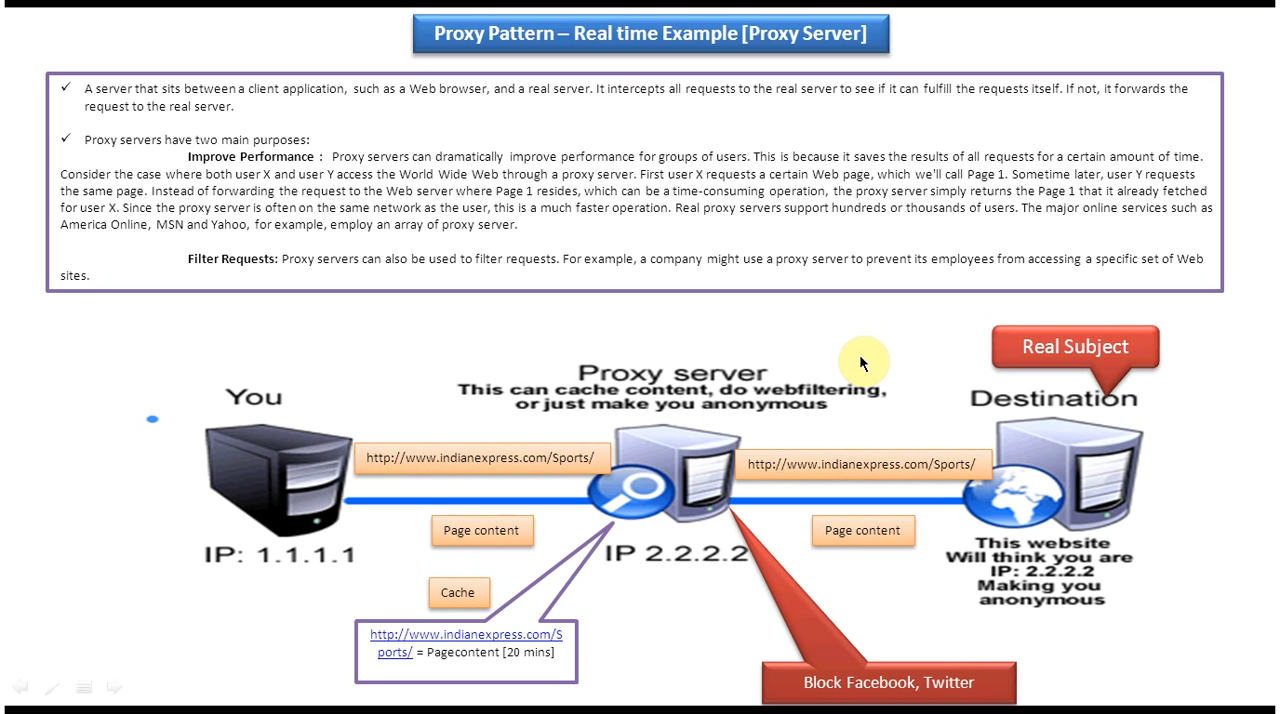 Proxy Pattern – Real time Example [Proxy Server]
✓ A server that sits between a client application, such as a Web browser, and a real server. It intercepts all requests to the real server to see if it can fulfill the requests itself. If not, it forwards the
request to the real server.
✓ Proxy servers have two main purposes:
Improve Performance : Proxy servers can dramatically improve performance for groups of users. This is because it saves the results of all requests for a certain amount of time.
Consider the case where both user X and user Y access the World Wide Web through a proxy server. First user X requests a certain Web page, which we'll call Page 1. Sometime later, user Y requests
the same page. Instead of forwarding the request to the Web server where Page 1 resides, which can be a time-consuming operation, the proxy server simply returns the Page 1 that it already fetched
for user X. Since the proxy server is often on the same network as the user, this is a much faster operation. Real proxy servers support hundreds or thousands of users. The major online services such as
America Online, MSN and Yahoo, for example, employ an array of proxy server.
Filter Requests: Proxy servers can also be used to filter requests. For example, a company might use a proxy server to prevent its employees from accessing a specific set of Web
sites.
Real Subject
You
Proxy server
This can cache content, do webfiltering,
or just make you anonymous
Destination
http://www.indianexpress.com/Sports/
http://www.indianexpress.com/Sports/
Page content
Page content
IP: 1.1.1.1
IP 2.2.2.2
This website
Will think you are
IP: 2.2.2.2
Making you
anonymous
Cache
http://www.indianexpress.com/S
ports/ = Pagecontent [20 mins]
Block Facebook, Twitter